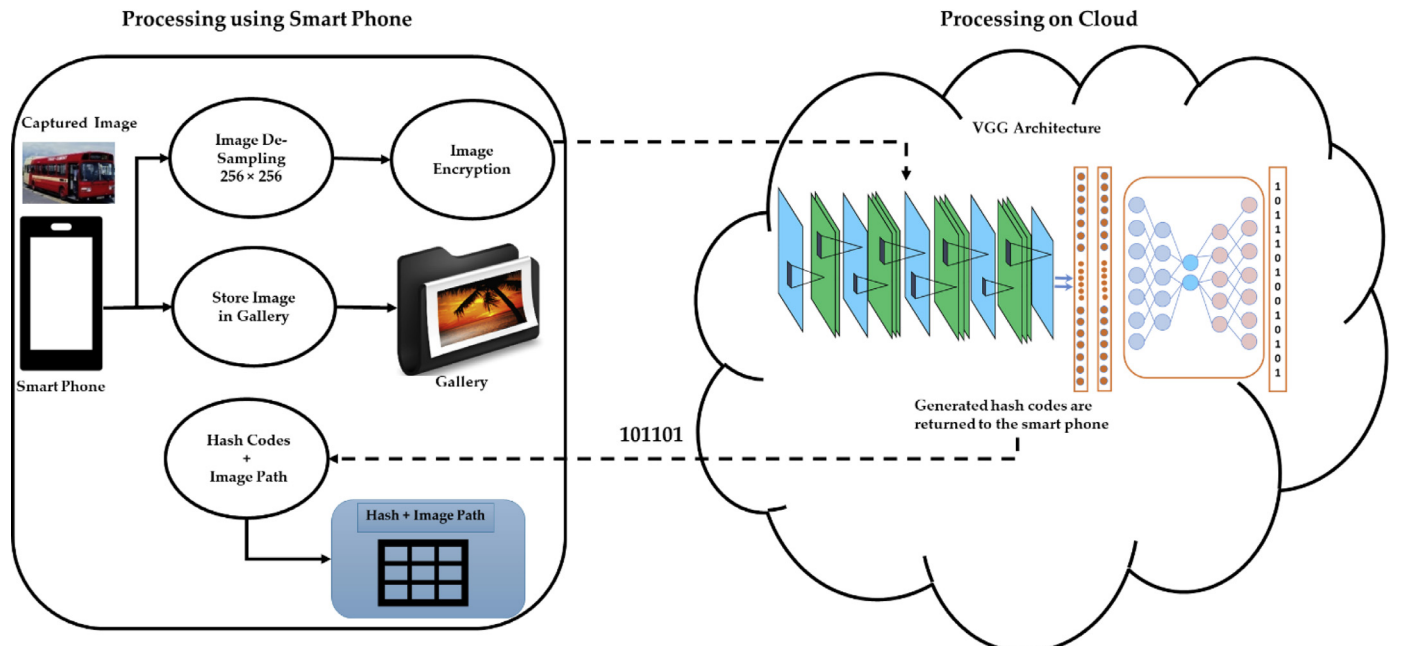 Processing using Smart Phone
Processing on Cloud
Captured Image
Image De-
Sampling
256 × 256
Image
Encryption
Store Image
in Gallery
Gallery
Smart Phone
Hash Codes
+
Image Path
Hash + Image Path
101101
VGG Architecture
1
0
1
1
1
1
0
1
0
0
1
0
1
0
1
Generated hash codes are
returned to the smart phone